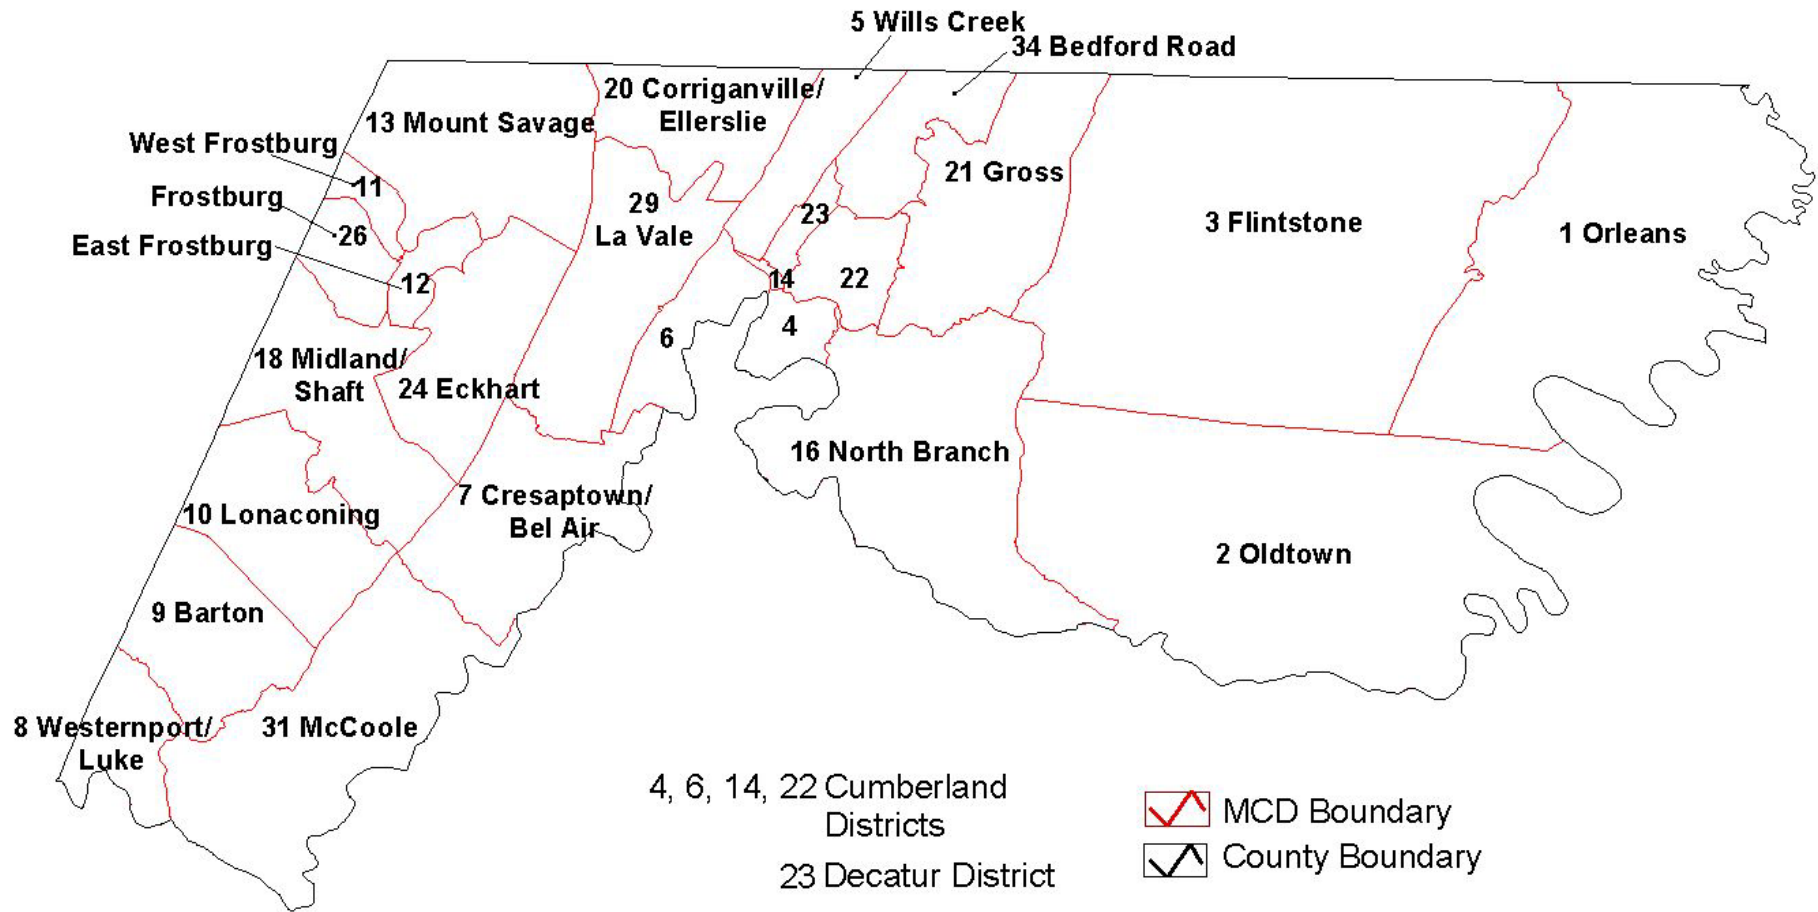 5 Wills Creek
34 Bedford Road
20 Corriganville/
Ellerslie
13 Mount Savage
West Frostburg
11
Frostburg
26
East Frostburg
12
29
La Vale
23
21 Gross
3 Flintstone
1 Orleans
14
22
4
6
18 Midland/
Shaft
24 Eckhart
16 North Branch
7 Cresaptown/
Bel Air
10 Lonaconing
2 Oldtown
9 Barton
8 Westernport/
Luke
31 McCoole
4, 6, 14, 22 Cumberland
Districts
23 Decatur District
MCD Boundary
County Boundary